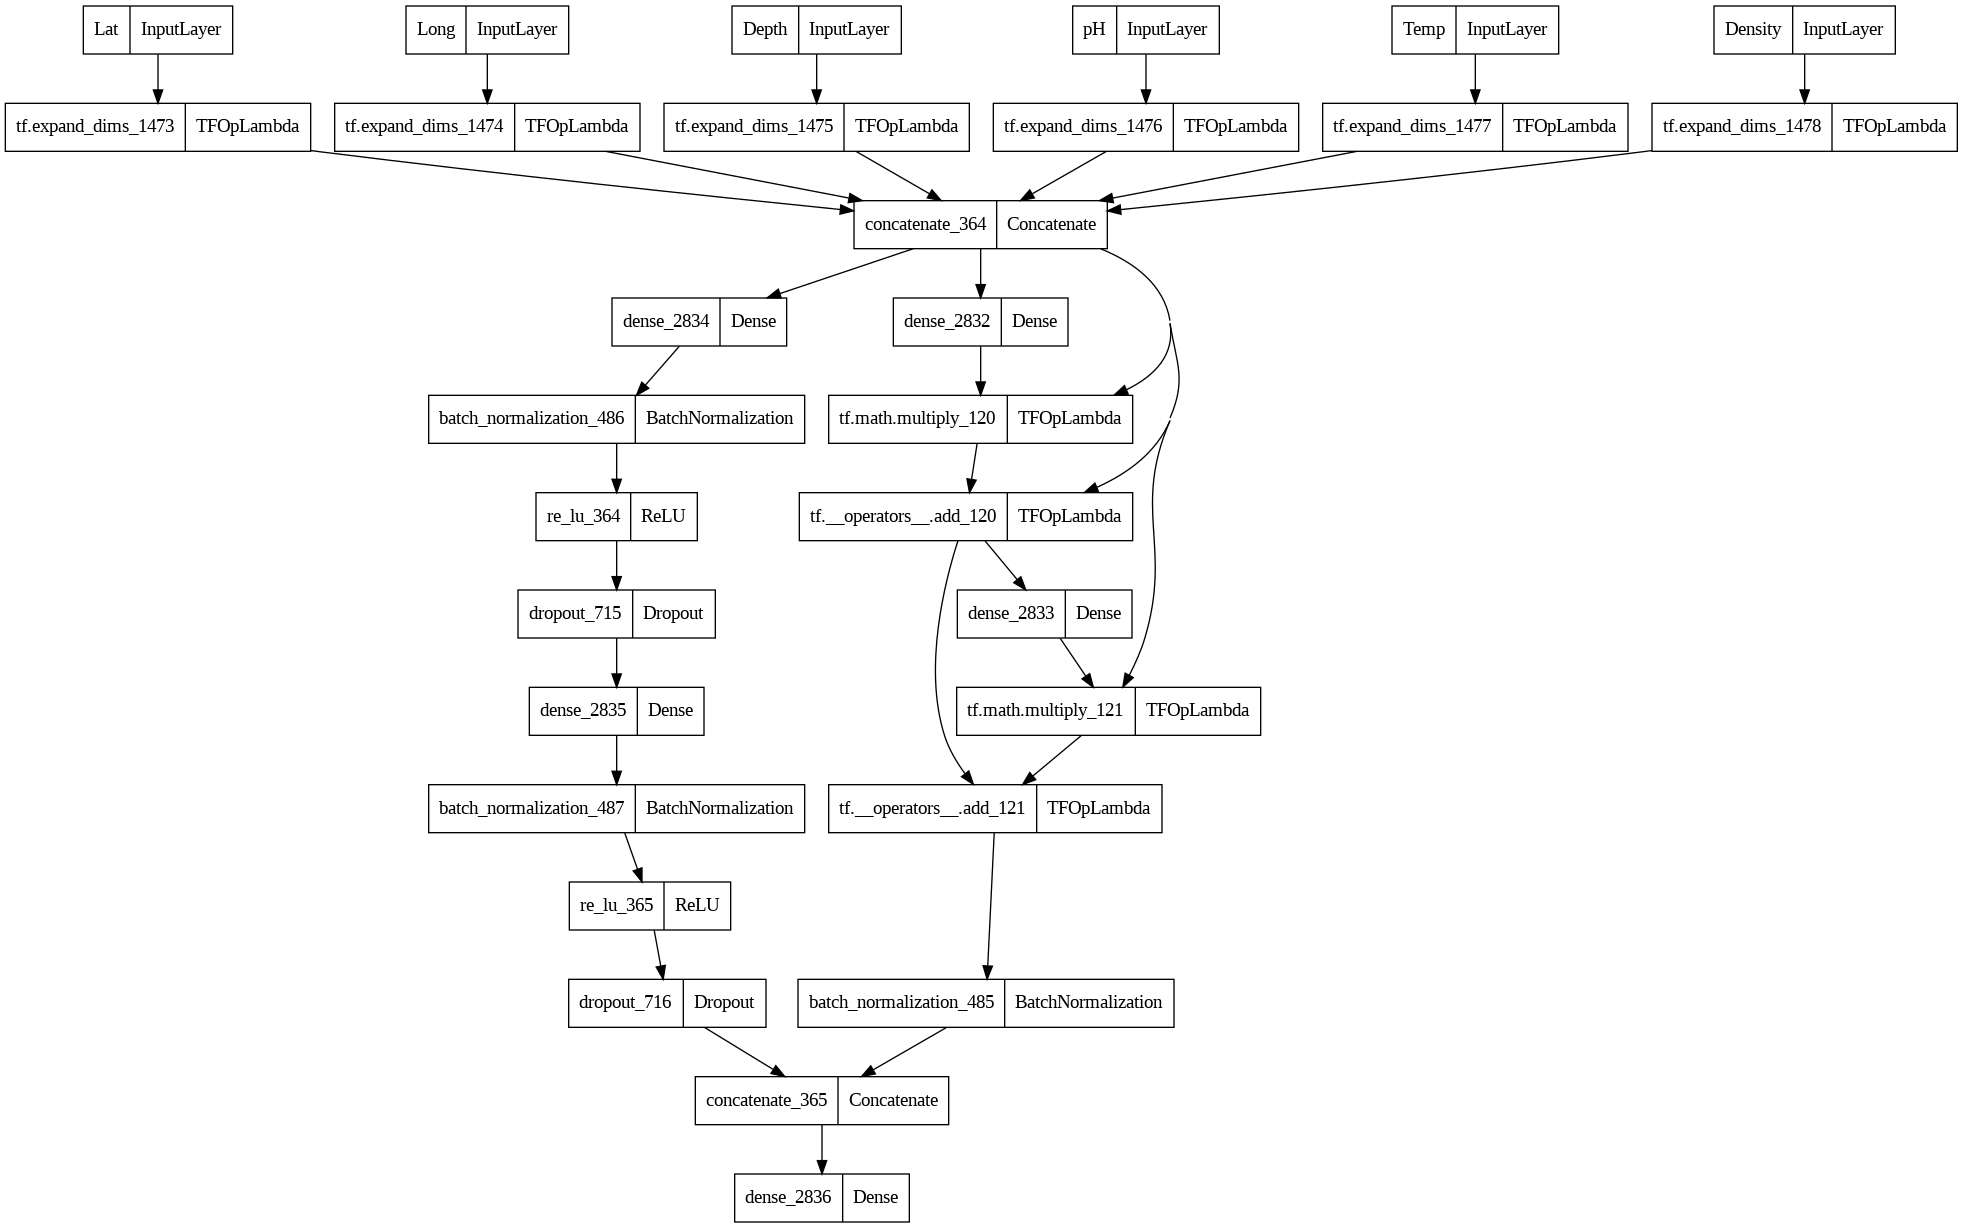 Lat InputLayer
Long InputLayer
Depth InputLayer
pH InputLayer
Temp InputLayer
Density InputLayer
tf.expand_dims_1473 TFOpLambda
tf.expand_dims_1474 TFOpLambda
tf.expand_dims_1475 TFOpLambda
tf.expand_dims_1476 TFOpLambda
tf.expand_dims_1477 TFOpLambda
tf.expand_dims_1478 TFOpLambda
concatenate_364 Concatenate
dense_2834 Dense
dense_2832 Dense
batch_normalization_486 BatchNormalization
tf.math.multiply_120 TFOpLambda
re_lu_364 ReLU
tf.__operators__.add_120 TFOpLambda
dropout_715 Dropout
dense_2833 Dense
dense_2835 Dense
tf.math.multiply_121 TFOpLambda
batch_normalization_487 BatchNormalization
tf.__operators__.add_121 TFOpLambda
re_lu_365 ReLU
dropout_716 Dropout
batch_normalization_485 BatchNormalization
concatenate_365 Concatenate
dense_2836 Dense